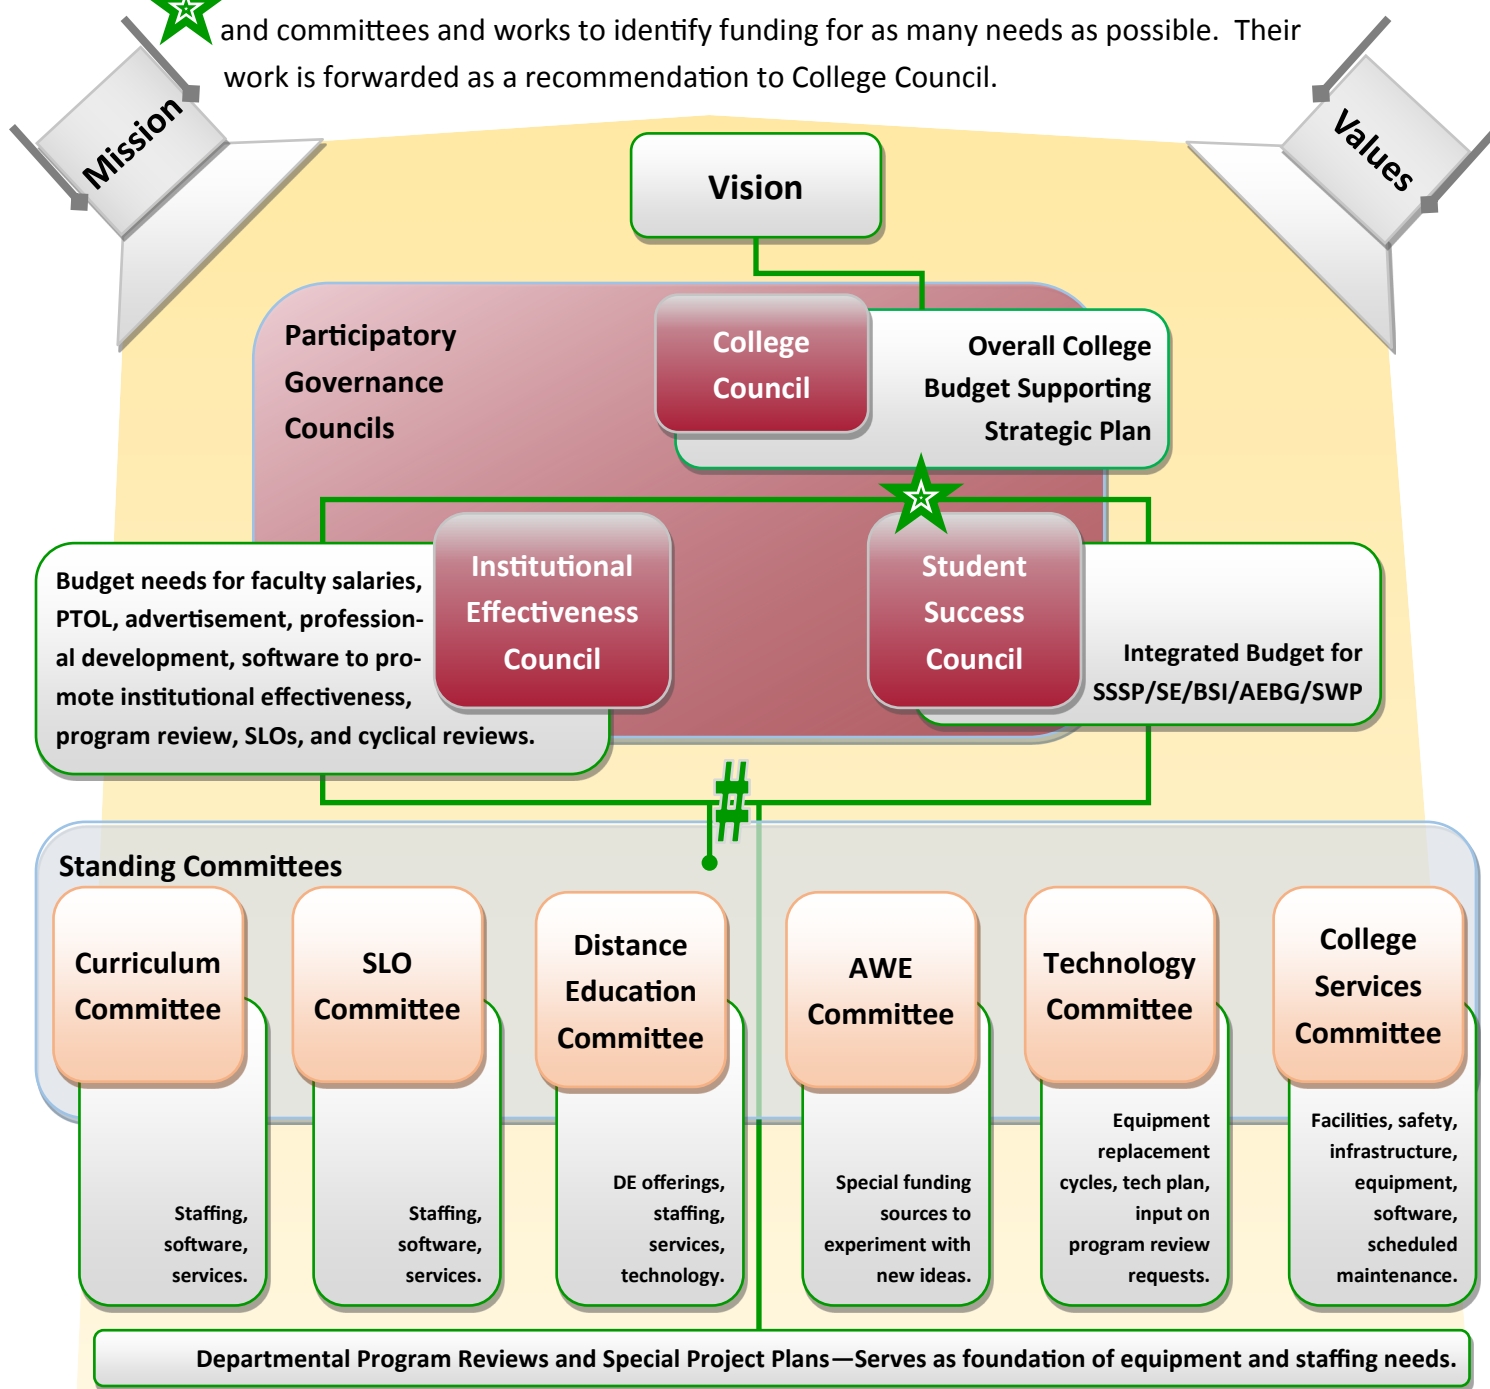 and committees and works to identify funding for as many needs as possible.  Their
work is forwarded as a recommendation to College Council.
Mission
Values
Vision
Participatory
Governance
Councils
College
Council
Overall College
Budget Supporting
Strategic Plan
Budget needs for faculty salaries,
PTOL, advertisement, profession-
al development, software to pro-
mote institutional effectiveness,
program review, SLOs, and cyclical reviews.
Institutional
Effectiveness
Council
Student
Success
Council
Integrated Budget for
SSSP/SE/BSI/AEBG/SWP
#
Standing Committees
Curriculum
Committee
Staffing,
software,
services.
SLO
Committee
Staffing,
software,
services.
Distance
Education
Committee
DE offerings,
staffing,
services,
technology.
AWE
Committee
Special funding
sources to
experiment with
new ideas.
Technology
Committee
Equipment
replacement
cycles, tech plan,
input on
program review
requests.
College
Services
Committee
Facilities, safety,
infrastructure,
equipment,
software,
scheduled
maintenance.
Departmental Program Reviews and Special Project Plans—Serves as foundation of equipment and staffing needs.